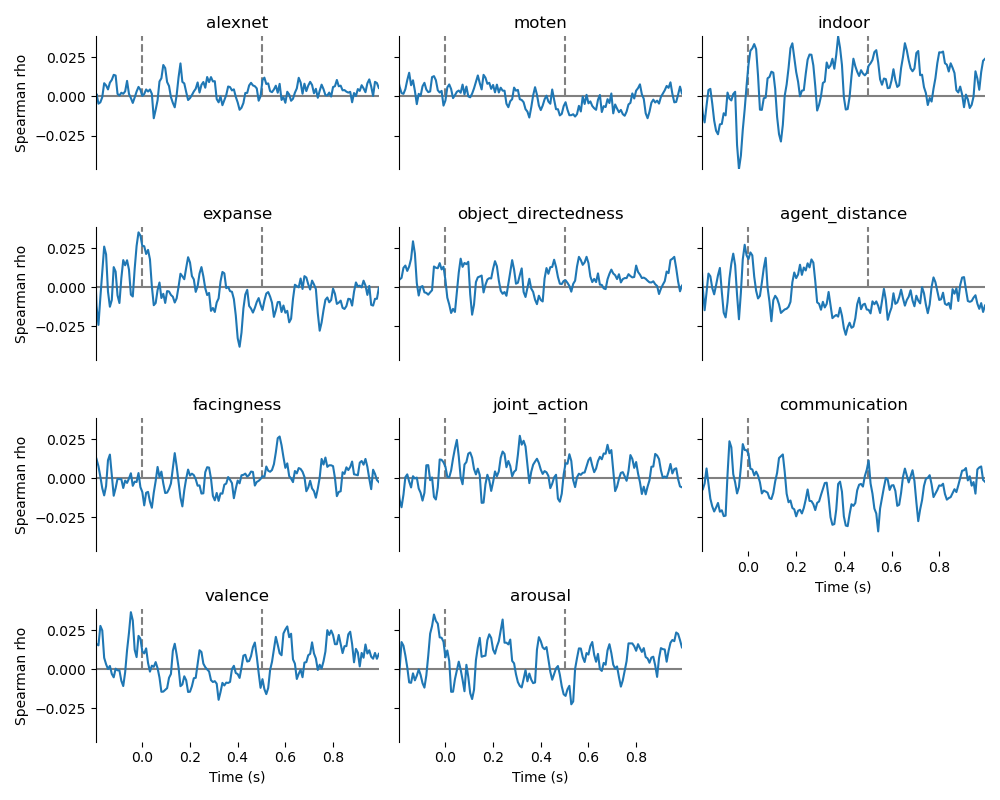 alexnet moten indoor
Spearman rho
0.025
0.000
−0.025
expanse object_directedness agent_distance
Spearman rho
0.025
0.000
−0.025
facingness joint_action communication
Spearman rho
0.025
0.000
−0.025
0.0 0.2 0.4 0.6 0.8
Time (s)
valence arousal
Spearman rho
0.025
0.000
−0.025
0.0 0.2 0.4 0.6 0.8 0.0 0.2 0.4 0.6 0.8
Time (s) Time (s)